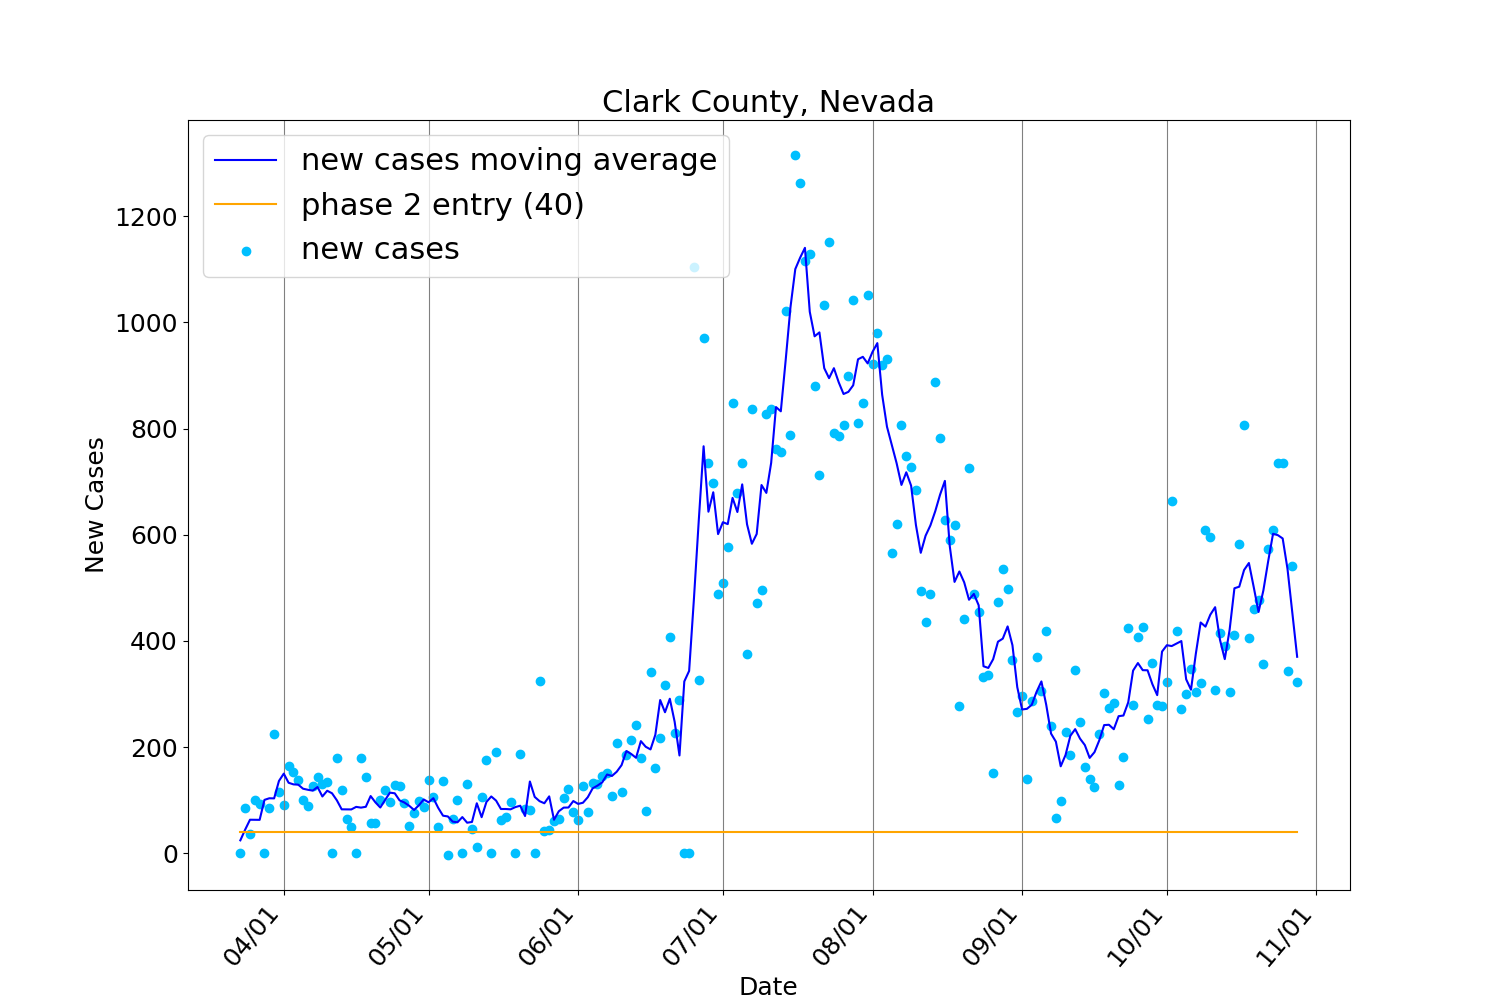 Clark County, Nevada
new cases moving average
phase 2 entry (40)
new cases
1200
1000
800
600
400
200
0
New Cases
04/01
05/01
06/01
07/01
08/01
09/01
10/01
11/01
Date